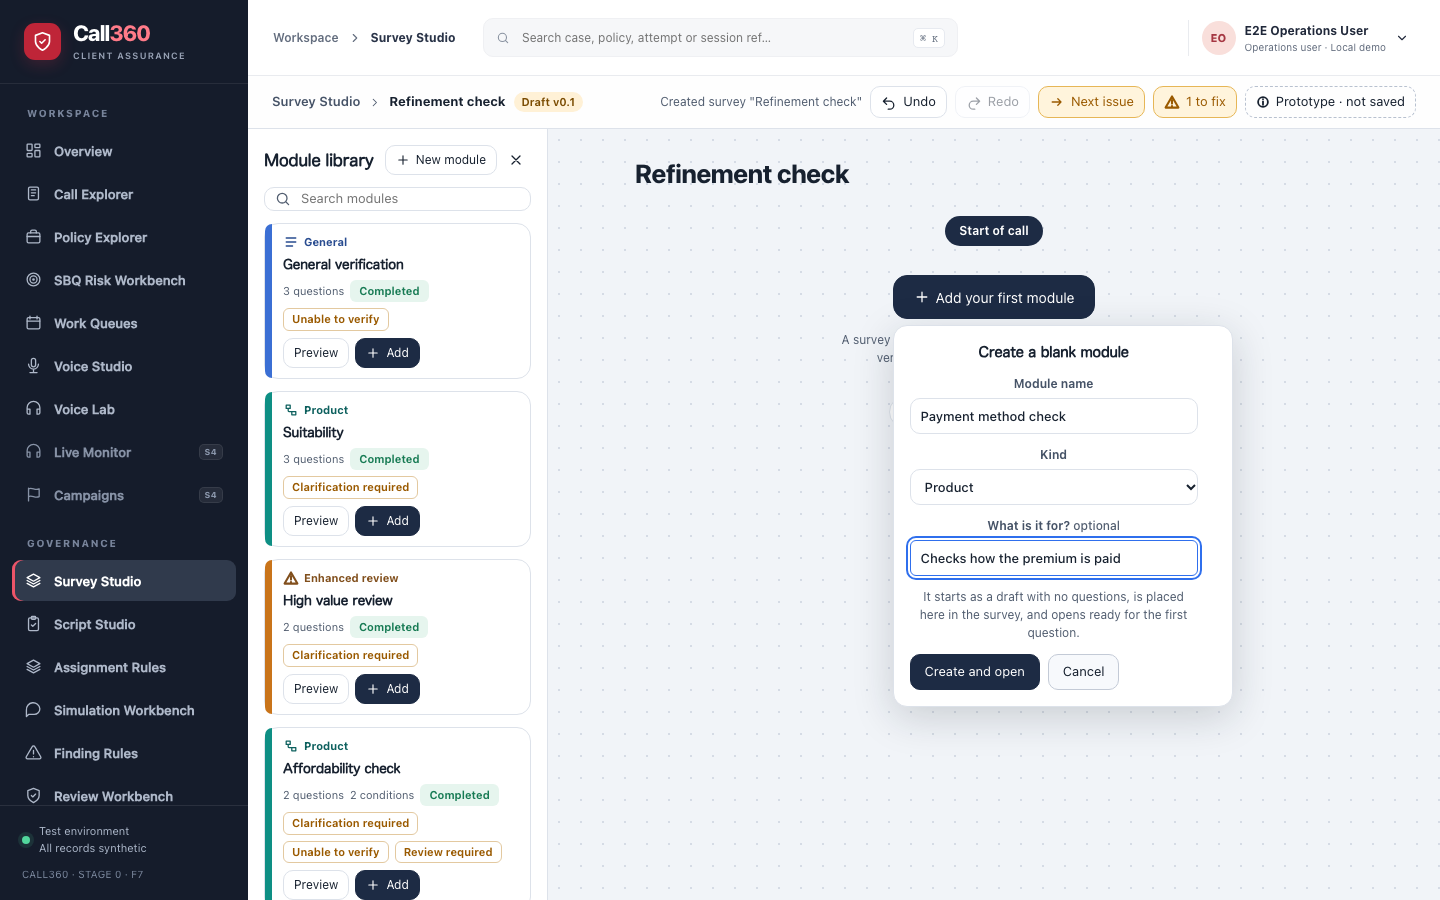 Call360
CLIENT ASSURANCE
WORKSPACE
Overview
Call Explorer
Policy Explorer
SBQ Risk Workbench
Work Queues
Voice Studio
Voice Lab
Live Monitor S4
Campaigns S4
GOVERNANCE
Survey Studio
Script Studio
Assignment Rules
Simulation Workbench
Finding Rules
Review Workbench
Test environment
All records synthetic
CALL360 · STAGE 0 · F7
Workspace > Survey Studio
Search case, policy, attempt or session ref...
⌘ K
EO
E2E Operations User
Operations user · Local demo
Survey Studio > Refinement check Draft v0.1
Created survey "Refinement check"
Undo
Redo
Next issue
1 to fix
Prototype · not saved
Module library
New module
Search modules
General
General verification
3 questions Completed
Unable to verify
Preview + Add
Product
Suitability
3 questions Completed
Clarification required
Preview + Add
Enhanced review
High value review
2 questions Completed
Clarification required
Preview + Add
Product
Affordability check
2 questions 2 conditions Completed
Clarification required
Unable to verify Review required
Preview + Add
Refinement check
Start of call
+ Add your first module
A survey
Create a blank module
Module name
Payment method check
Kind
Product
What is it for? optional
Checks how the premium is paid
It starts as a draft with no questions, is placed
here in the survey, and opens ready for the first
question.
Create and open
Cancel